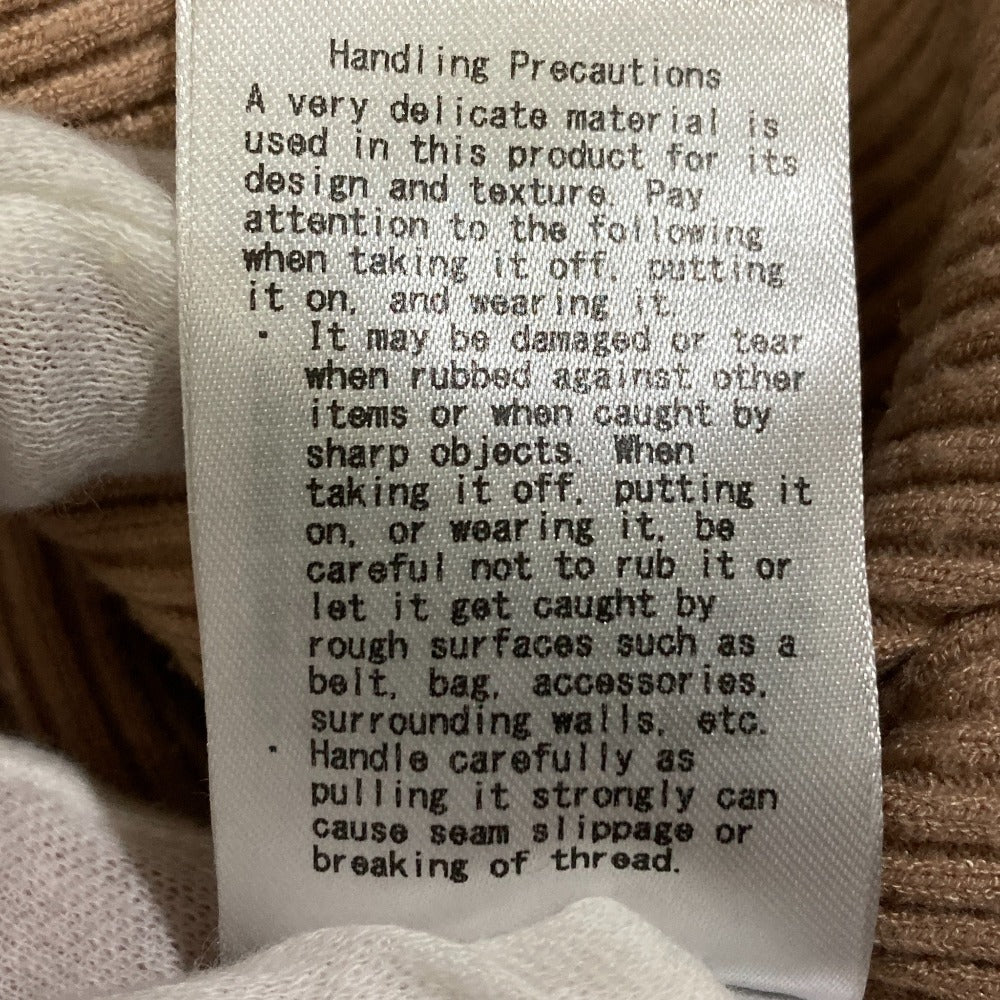 Handling Precautions
A very delicate material is
used in this product for its
design and texture. Pay
attention to the following
when taking it off, putting
it on, and wearing it.
・ It may be damaged or tear
when rubbed against other
items or when caught by
sharp objects. When
taking it off, putting it
on, or wearing it, be
careful not to rub it or
let it get caught by
rough surfaces such as a
belt, bag, accessories,
surrounding walls, etc.
・ Handle carefully as
pulling it strongly can
cause seam slippage or
breaking of thread.